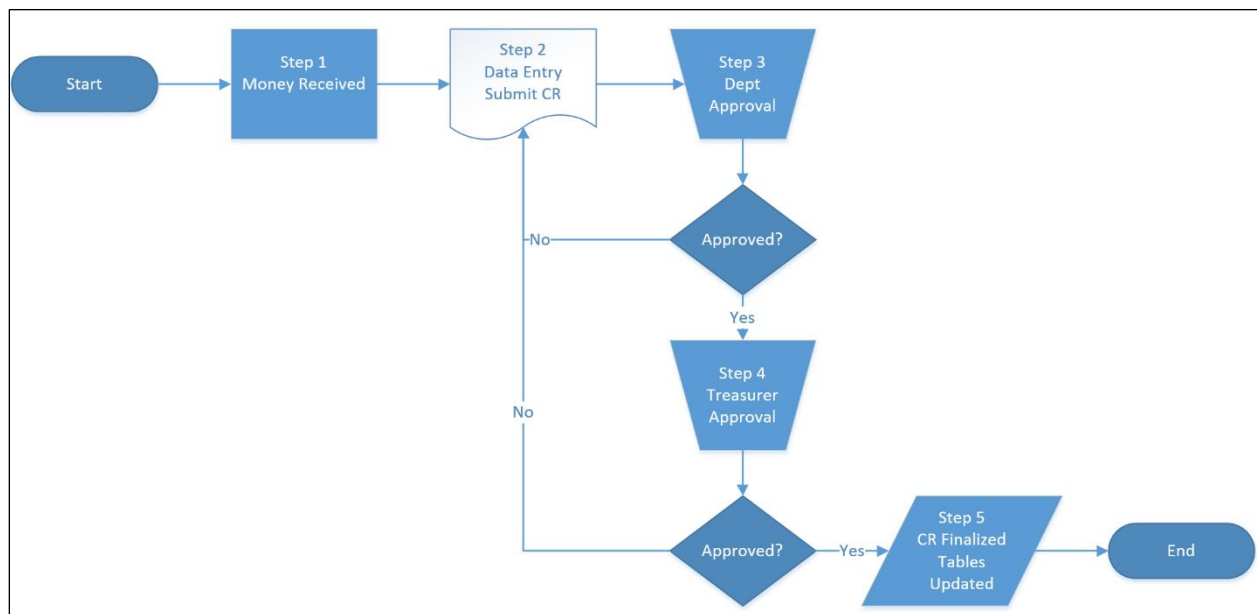 Start
Step 1
Money Received
Step 2
Data Entry
Submit CR
Step 3
Dept
Approval
Approved?
No
Yes
Step 4
Treasurer
Approval
No
Approved?
Yes
Step 5
CR Finalized
Tables
Updated
End